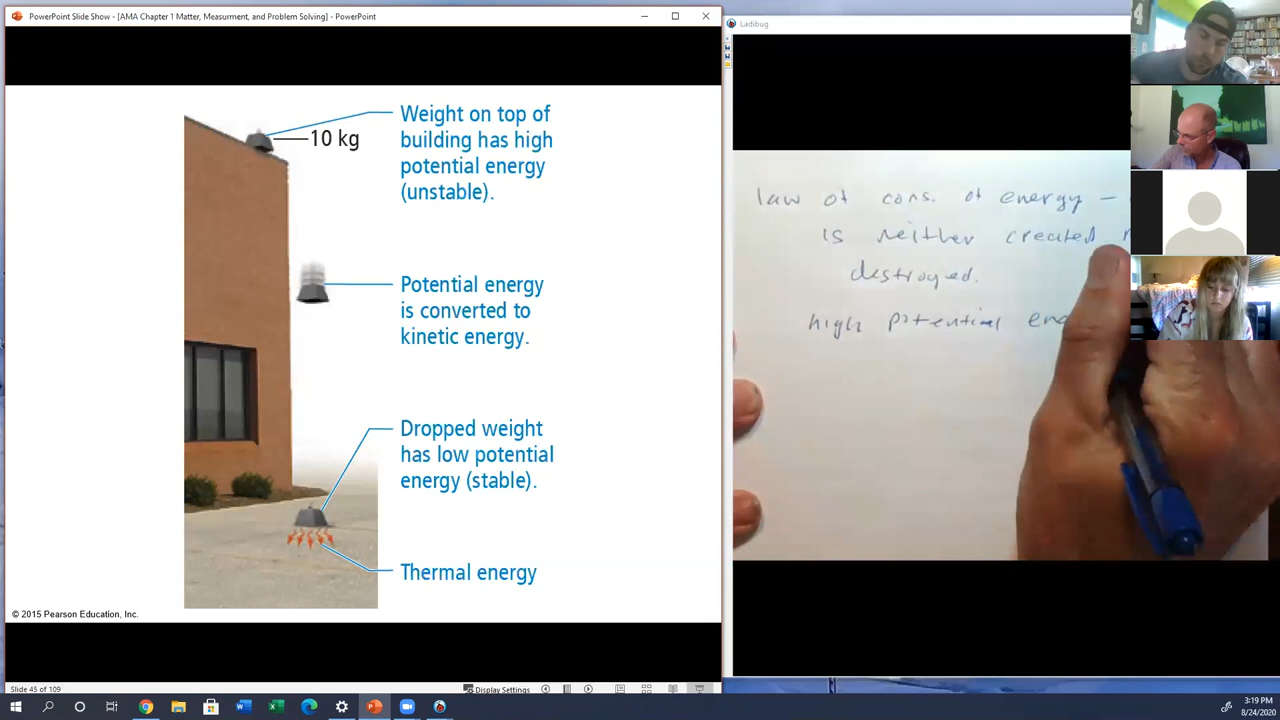 PowerPoint Slide Show - [AMA Chapter 1 Matter, Measurment, and Problem Solving] - PowerPoint
Weight on top of
building has high
potential energy
(unstable).
10 kg
Potential energy
is converted to
kinetic energy.
Dropped weight
has low potential
energy (stable).
Thermal energy
© 2015 Pearson Education, Inc.
Slide 45 of 109
Display Settings
Ladibug
4
law of cons. of energy –
is neither created
destroyed.
high potential
3:19 PM
8/24/2020